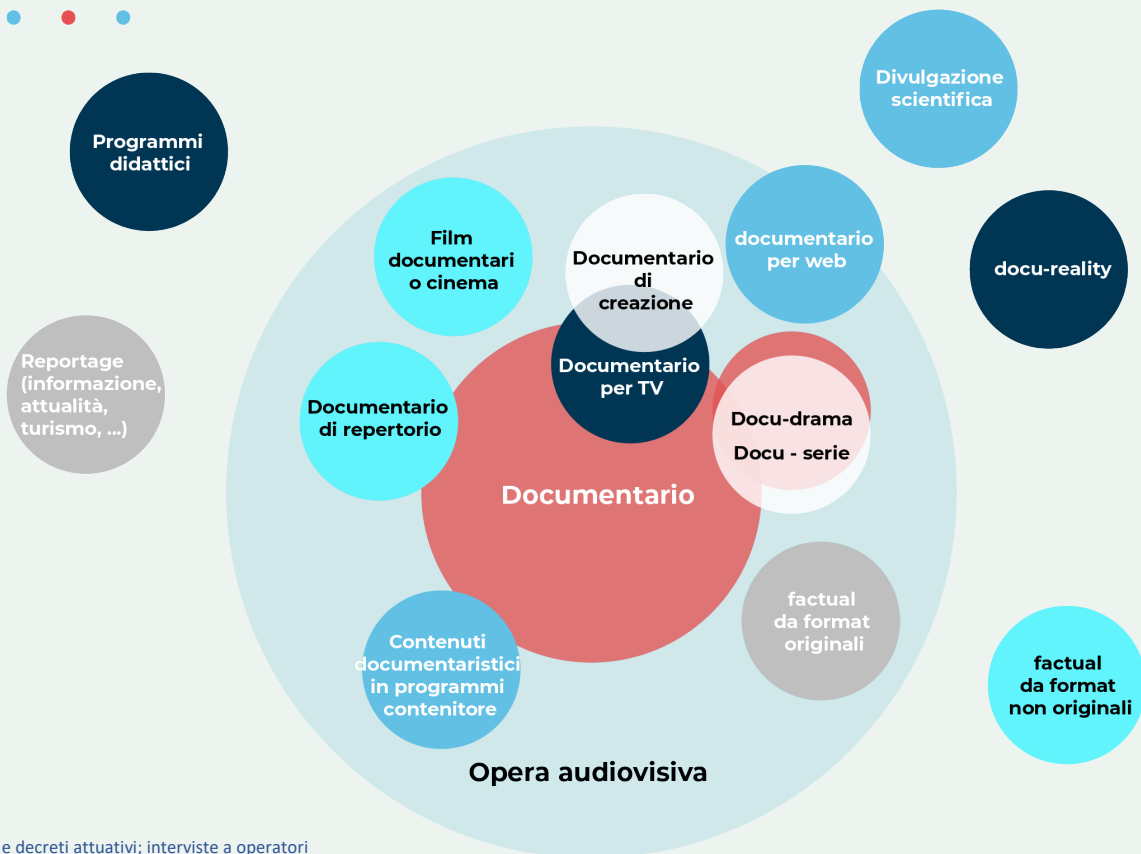 Divulgazione
scientifica
Programmi
didattici
Film
documentari
o cinema
Documentario
di
creazione
documentario
per web
docu-reality
Reportage
(informazione,
attualità,
turismo, ...)
Documentario
di repertorio
Documentario
per TV
Docu-drama
Docu - serie
Documentario
factual
da format
originali
Contenuti
documentaristici
in programmi
contenitore
factual
da format
non originali
Opera audiovisiva
e decreti attuativi; interviste a operatori